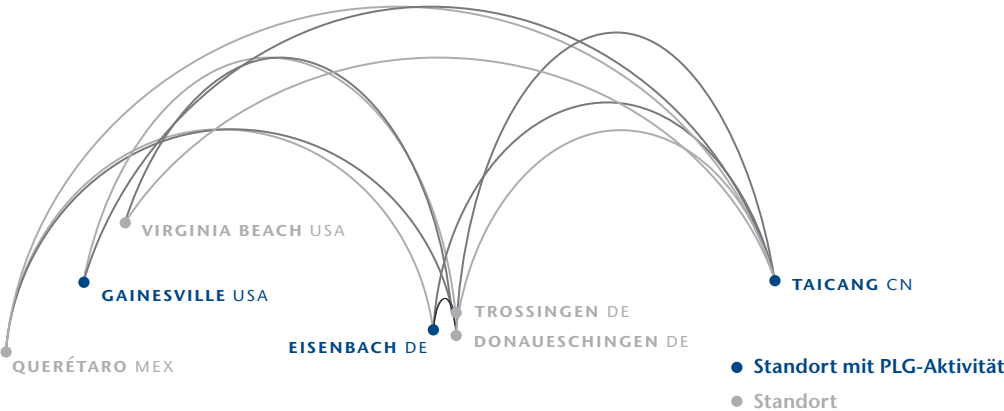 VIRGINIA BEACH USA
GAINESVILLE USA
TAICANG CN
TROSSINGEN DE
DONAUESCHINGEN DE
EISENBACH DE
QUERÉTARO MEX
Standort mit PLG-Aktivität
Standort